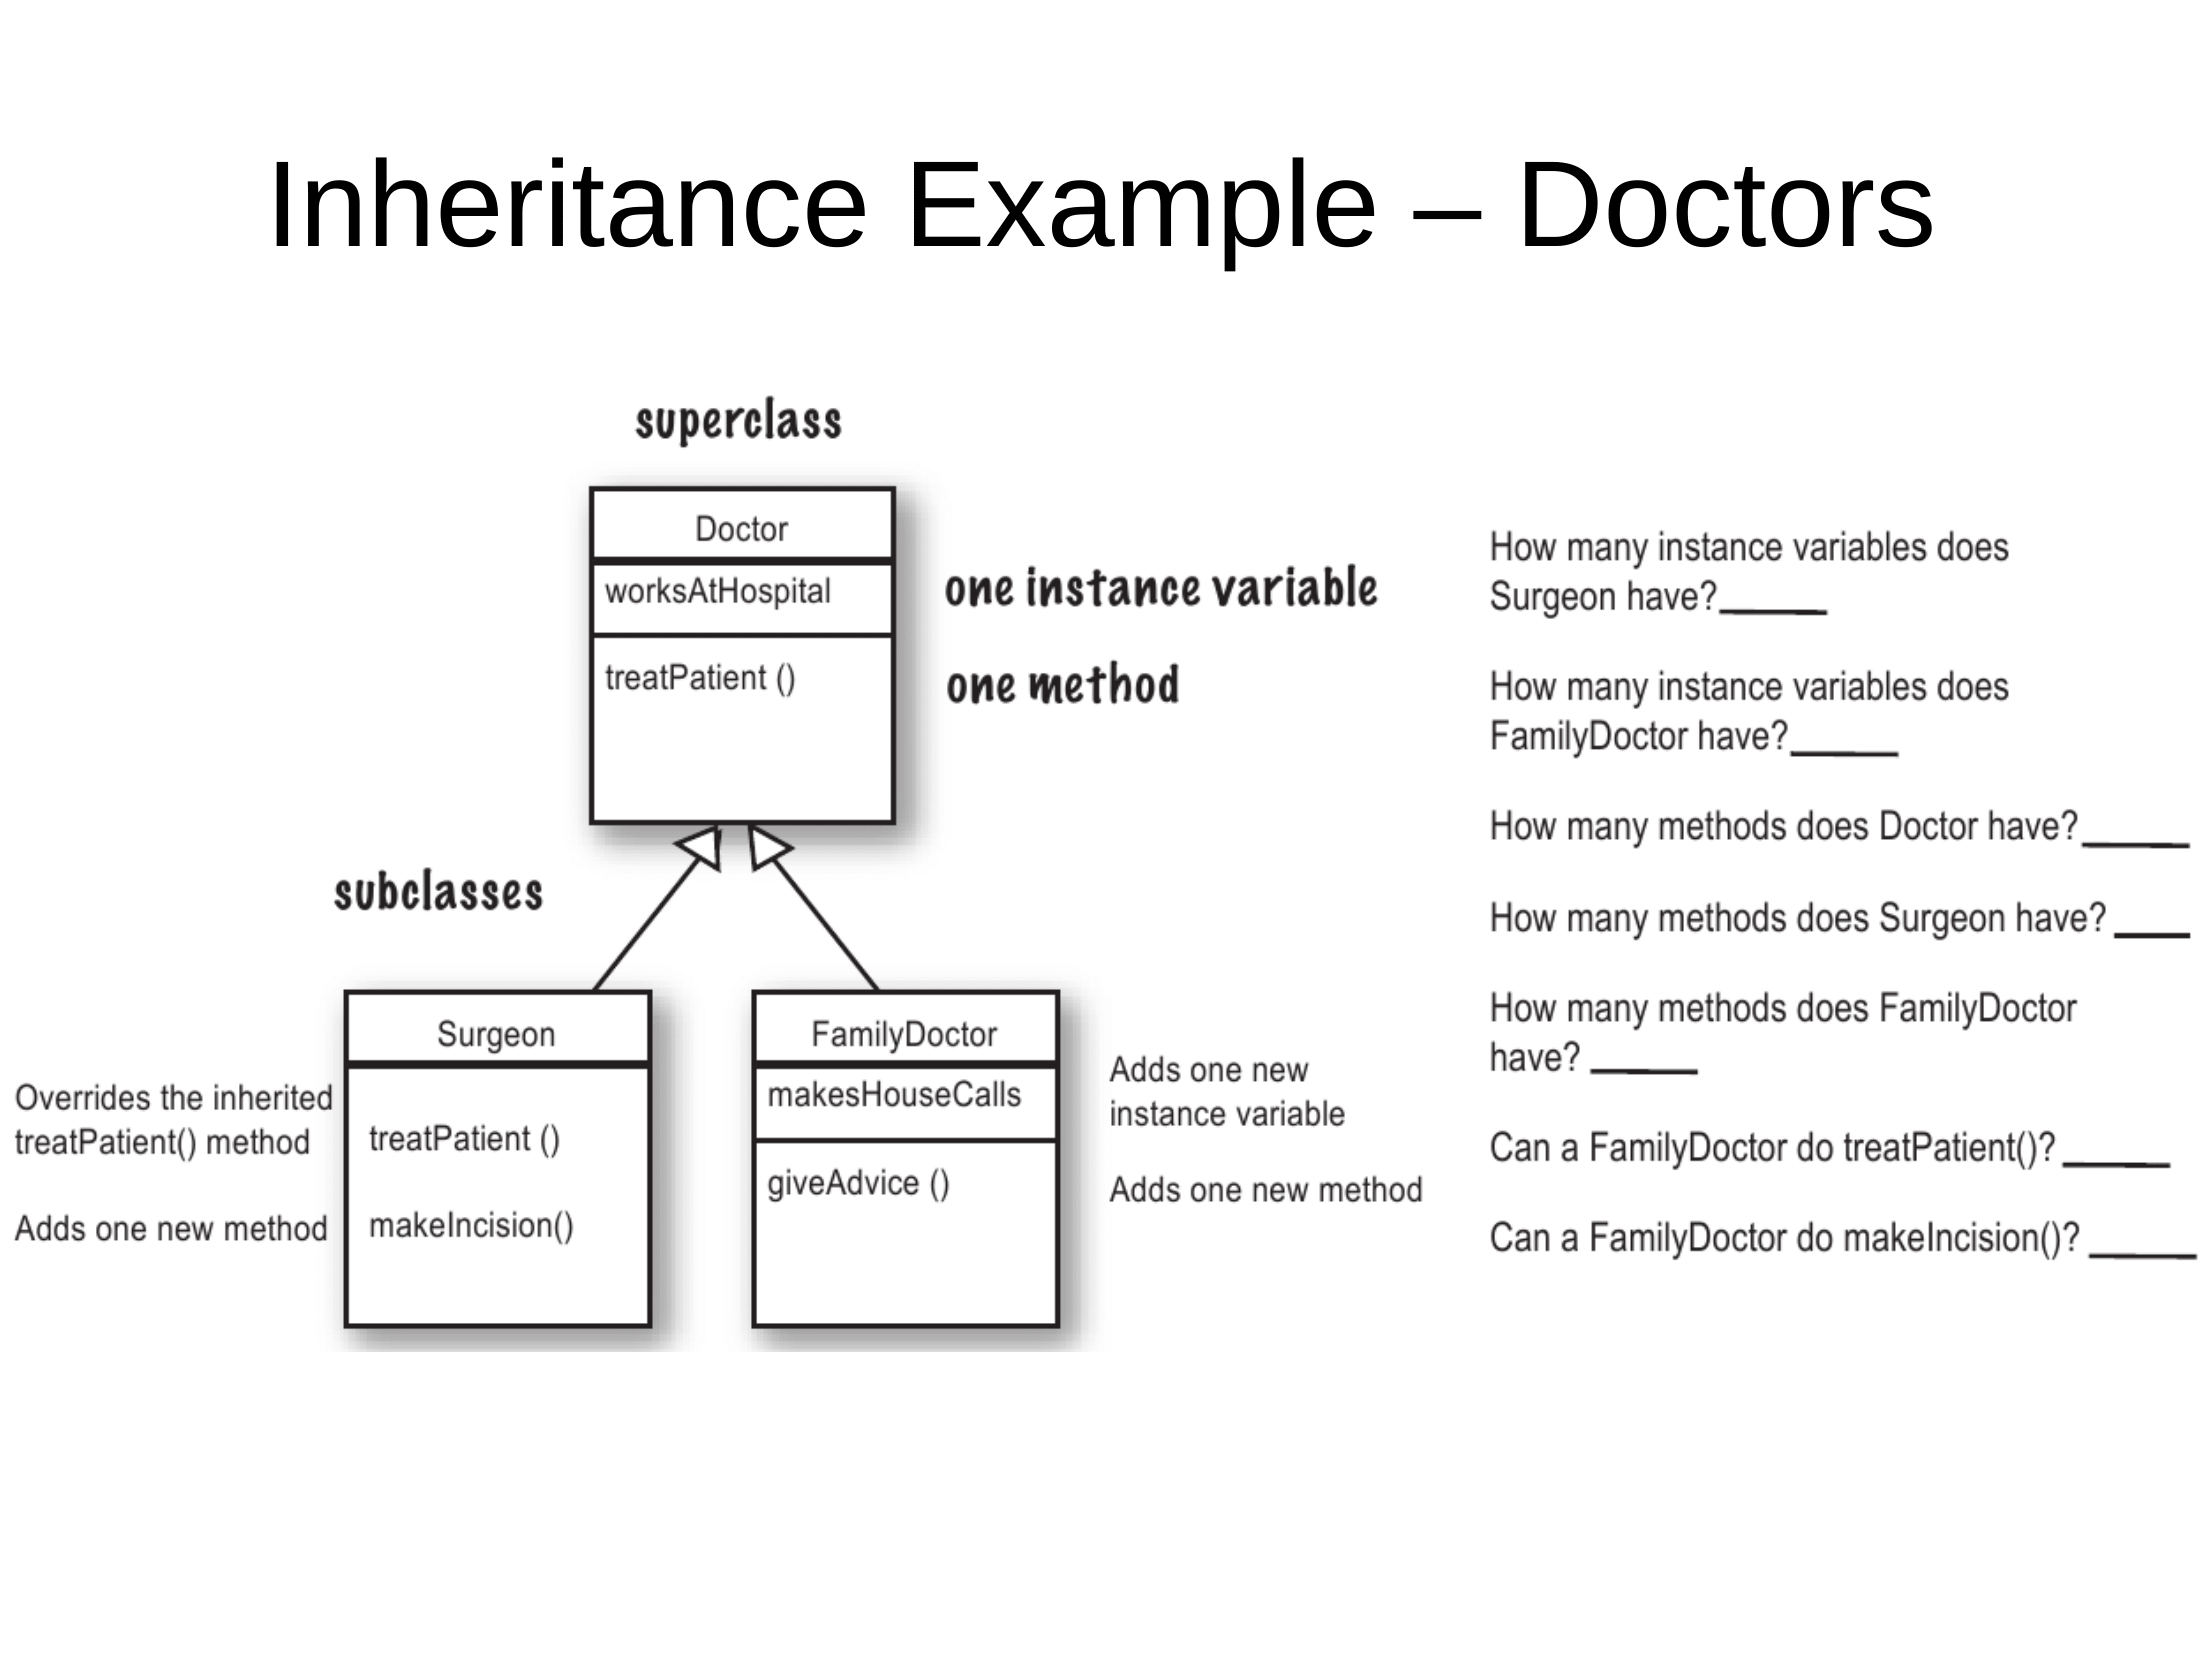 Inheritance Example – Doctors
superclass
Doctor
worksAtHospital
one instance variable
treatPatient ()
one method
subclasses
Surgeon
Overrides the inherited
treatPatient() method
treatPatient ()
Adds one new method
makeIncision()
FamilyDoctor
makesHouseCalls
Adds one new
instance variable
giveAdvice ()
Adds one new method
How many instance variables does
Surgeon have?_____
How many instance variables does
FamilyDoctor have?_____
How many methods does Doctor have?_____
How many methods does Surgeon have? ____
How many methods does FamilyDoctor
have? _____
Can a FamilyDoctor do treatPatient()? _____
Can a FamilyDoctor do makeIncision()? _____